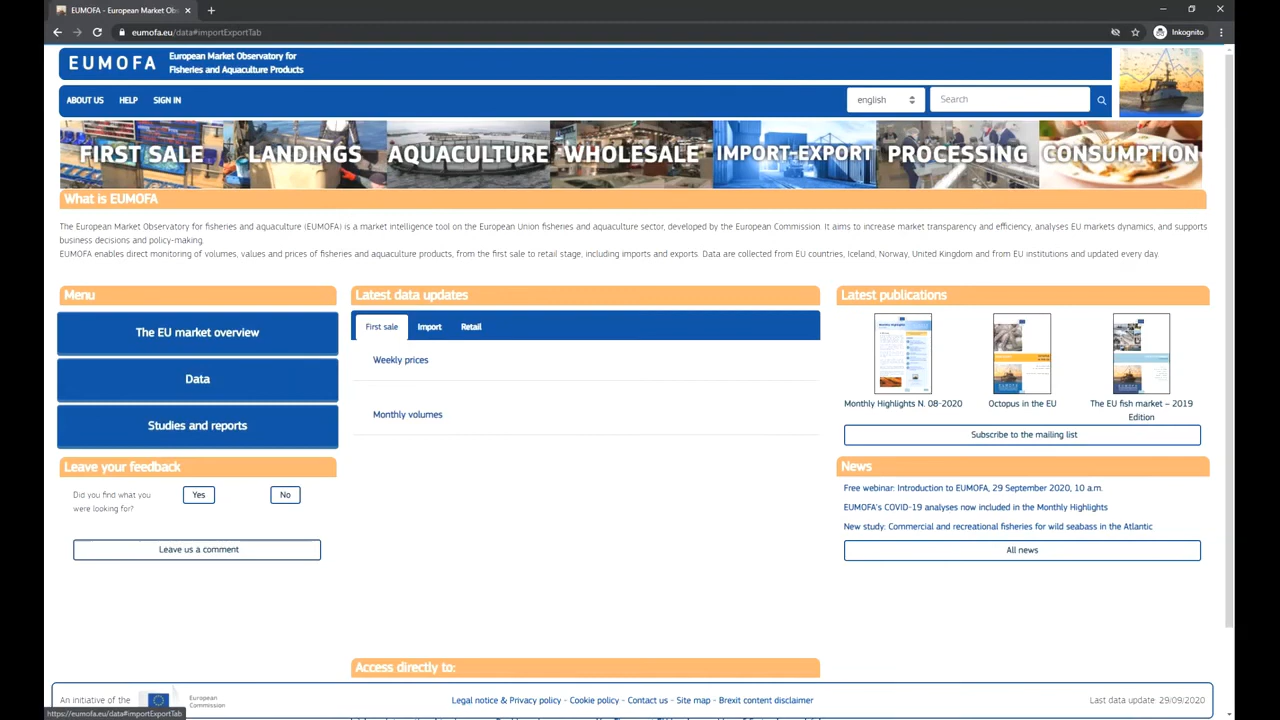 EUMOFA - European Market Ob
eumofa.eu/data#importExportTab
Inkognito
EUMOFA
European Market Observatory for
Fisheries and Aquaculture Products
ABOUT US
HELP
SIGN IN
english
Search
FIRST SALE
LANDINGS
AQUACULTURE
WHOLESALE
IMPORT-EXPORT
PROCESSING
CONSUMPTION
What is EUMOFA
The European Market Observatory for fisheries and aquaculture (EUMOFA) is a market intelligence tool on the European Union fisheries and aquaculture sector, developed by the European Commission. It aims to increase market transparency and efficiency, analyses EU markets dynamics, and supports
business decisions and policy-making.
EUMOFA enables direct monitoring of volumes, values and prices of fisheries and aquaculture products, from the first sale to retail stage, including imports and exports. Data are collected from EU countries, Iceland, Norway, United Kingdom and from EU institutions and updated every day.
Menu
The EU market overview
Data
Studies and reports
Leave your feedback
Did you find what you
were looking for?
Yes
No
Leave us a comment
Latest data updates
First sale
Import
Retail
Weekly prices
Monthly volumes
Access directly to:
Latest publications
Monthly Highlights N. 08-2020
Octopus in the EU
The EU fish market – 2019
Edition
Subscribe to the mailing list
News
Free webinar: Introduction to EUMOFA, 29 September 2020, 10 a.m.
EUMOFA's COVID-19 analyses now included in the Monthly Highlights
New study: Commercial and recreational fisheries for wild seabass in the Atlantic
All news
An initiative of the
European
Commission
Legal notice & Privacy policy - Cookie policy - Contact us - Site map - Brexit content disclaimer
Last data update: 29/09/2020
https://eumofa.eu/data#importExportTab